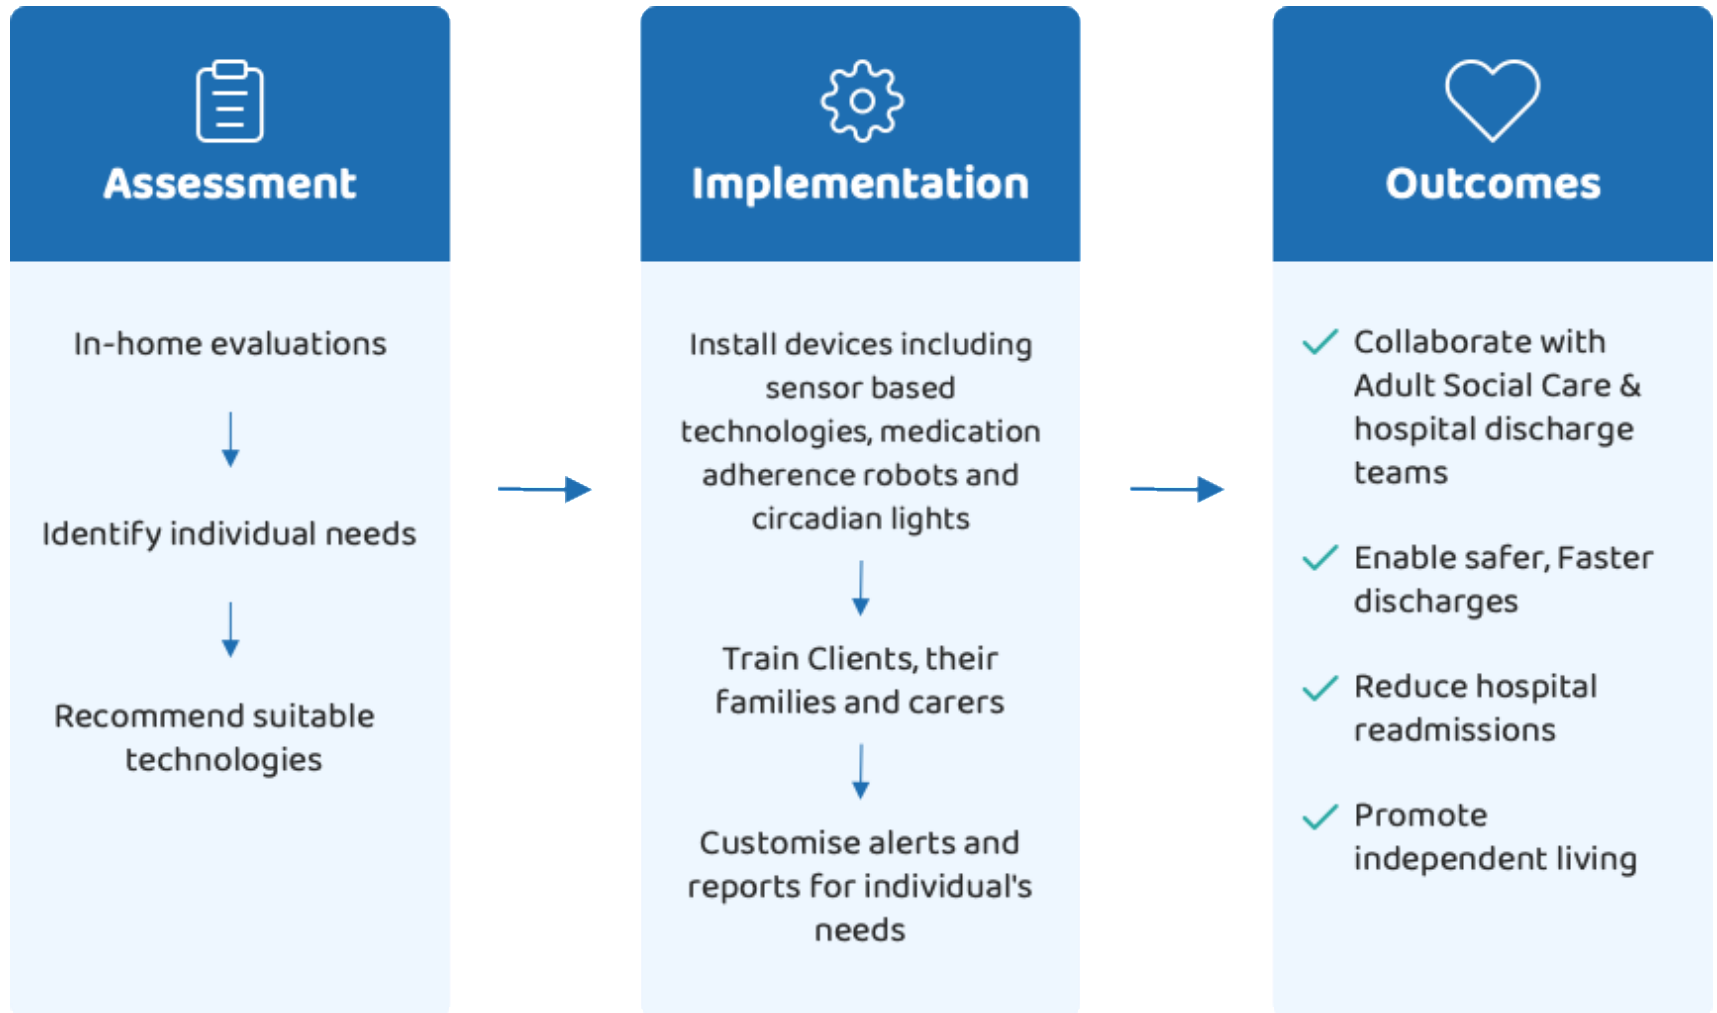 Assessment
In-home evaluations
Identify individual needs
Recommend suitable
technologies
Implementation
Install devices including
sensor based
technologies, medication
adherence robots and
circadian lights
Train Clients, their
families and carers
Customise alerts and
reports for individual's
needs
Outcomes
Collaborate with
Adult Social Care &
hospital discharge
teams
Enable safer, Faster
discharges
Reduce hospital
readmissions
Promote
independent living